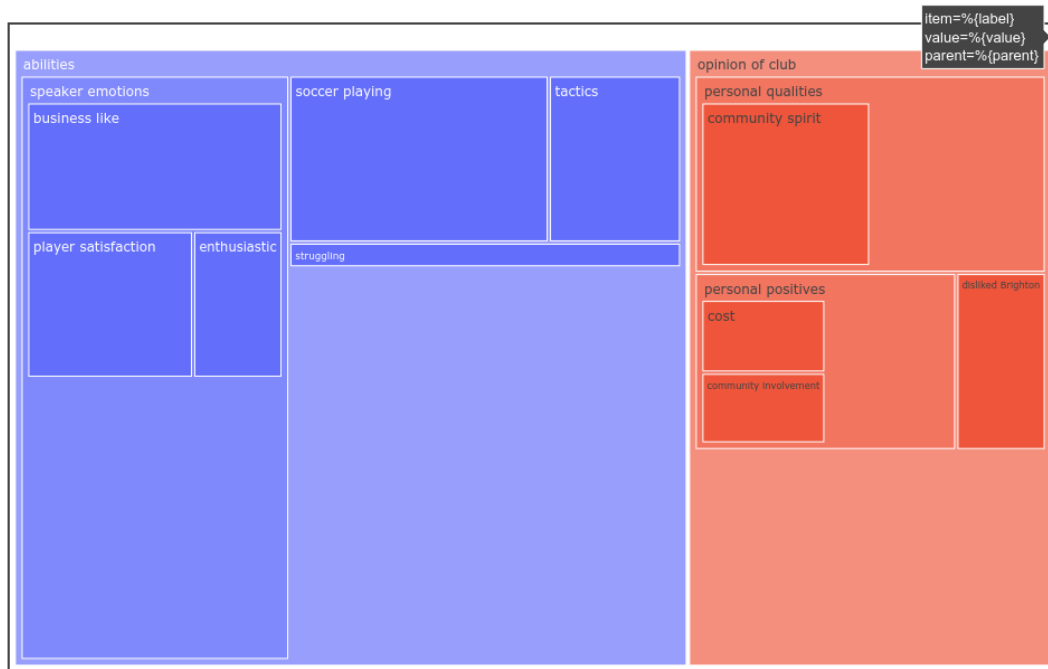 item=%{label}
value=%{value}
parent=%{parent}
abilities
speaker emotions
business like
player satisfaction
enthusiastic
soccer playing
tactics
struggling
opinion of club
personal qualities
community spirit
personal positives
cost
community involvement
disliked Brighton